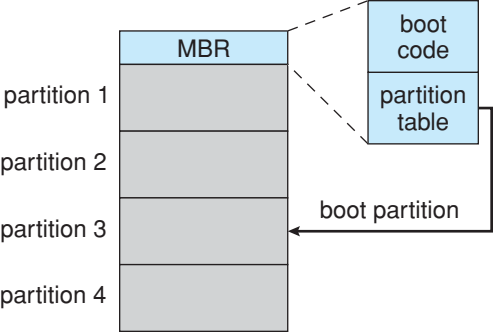 boot
code
MBR
partition
table
partition 1
partition 2
boot partition
partition 3
partition 4